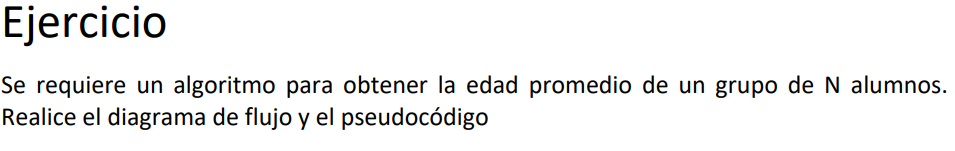 Ejercicio
Se requiere un algoritmo para obtener la edad promedio de un grupo de N alumnos.
Realice el diagrama de flujo y el pseudocódigo